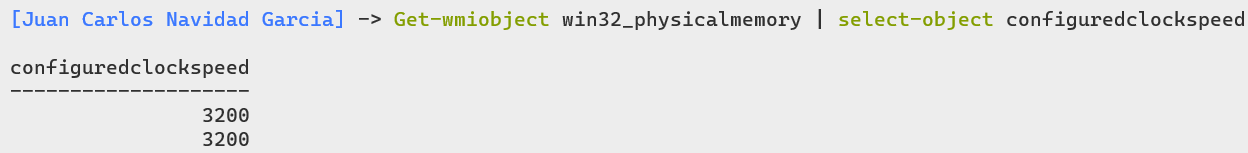 [Juan Carlos Navidad Garcia] -> Get-wmiobject win32_physicalmemory | select-object configuredclockspeed
configuredclockspeed
--------------------
3200
3200